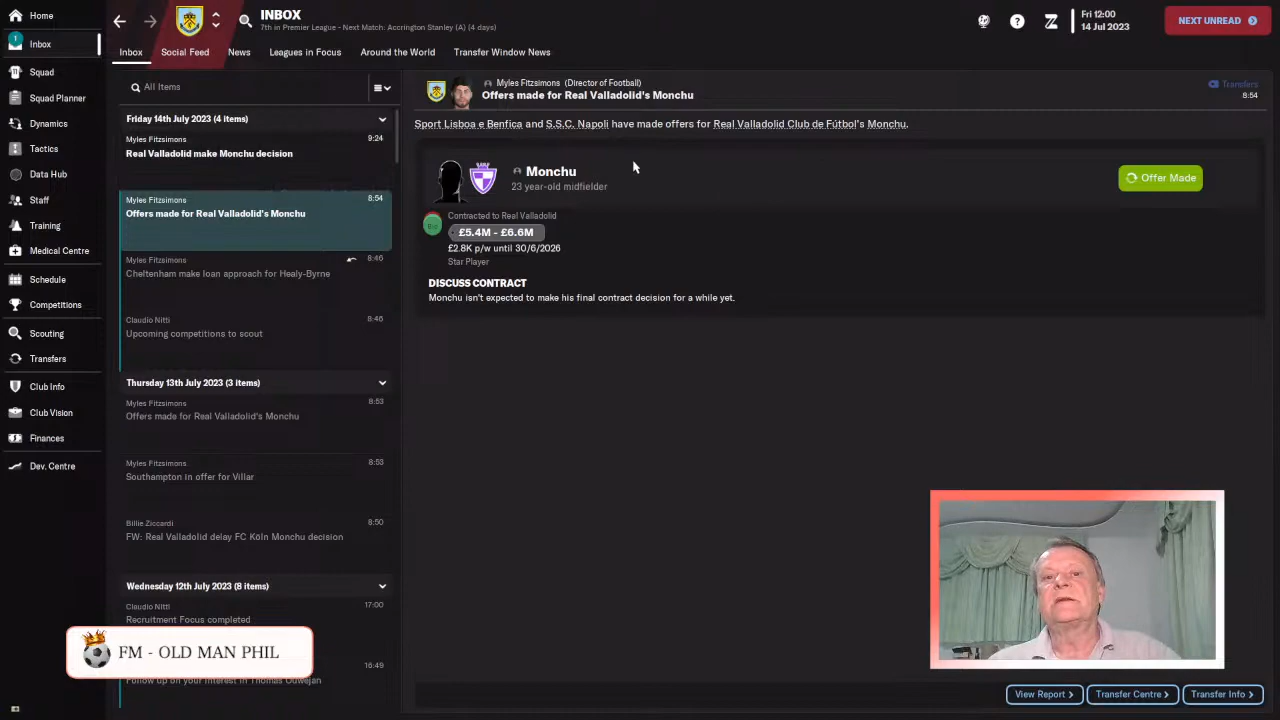 Home
1
Inbox
Squad
Squad Planner
Dynamics
Tactics
Data Hub
Staff
Training
Medical Centre
Schedule
Competitions
Scouting
Transfers
Club Info
Club Vision
Finances
Dev. Centre
INBOX
7th in Premier League - Next Match: Accrington Stanley (A) (4 days)
Fri 12:00
14 Jul 2023
NEXT UNREAD
Inbox
Social Feed
News
Leagues in Focus
Around the World
Transfer Window News
All Items
Friday 14th July 2023 (4 items)
Myles Fitzsimons 9:24
Real Valladolid make Monchu decision
Myles Fitzsimons 8:54
Offers made for Real Valladolid's Monchu
Myles Fitzsimons 8:46
Cheltenham make loan approach for Healy-Byrne
Claudio Nitti 8:46
Upcoming competitions to scout
Thursday 13th July 2023 (3 items)
Myles Fitzsimons 8:53
Offers made for Real Valladolid's Monchu
Myles Fitzsimons 8:53
Southampton in offer for Villar
Billie Ziccardi 8:50
FW: Real Valladolid delay FC Köln Monchu decision
Wednesday 12th July 2023 (8 items)
Claudio Nitti 17:00
Recruitment Focus completed
16:49
Follow up on your interest in Thomas Ouwejan
FM - OLD MAN PHIL
Myles Fitzsimons (Director of Football)
Offers made for Real Valladolid's Monchu
Transfers
8:54
Sport Lisboa e Benfica and S.S.C. Napoli have made offers for Real Valladolid Club de Fútbol's Monchu.
Monchu
23 year-old midfielder
Offer Made
Bid
Contracted to Real Valladolid
£5.4M - £6.6M
£2.8K p/w until 30/6/2026
Star Player
DISCUSS CONTRACT
Monchu isn't expected to make his final contract decision for a while yet.
View Report
Transfer Centre
Transfer Info